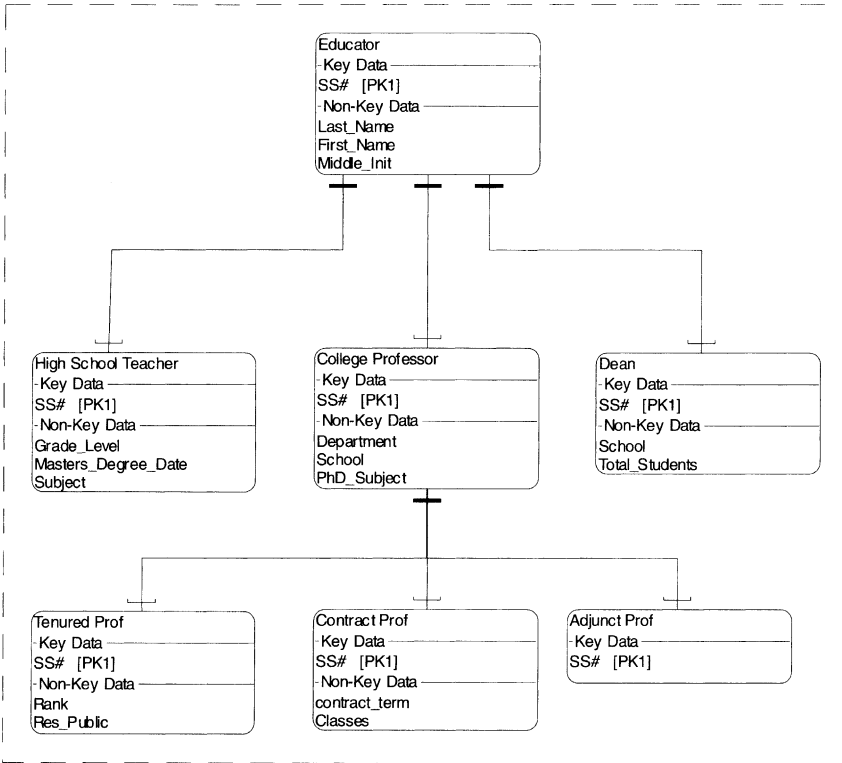 Educator
Key Data
SS# [PK1]
Non-Key Data
Last_Name
First_Name
Middle_Init
High School Teacher
Key Data
SS# [PK1]
Non-Key Data
Grade_Level
Masters_Degree_Date
Subject
College Professor
Key Data
SS# [PK1]
Non-Key Data
Department
School
PhD_Subject
Dean
Key Data
SS# [PK1]
Non-Key Data
School
Total_Students
Tenured Prof
Key Data
SS# [PK1]
Non-Key Data
Rank
Res_Public
Contract Prof
Key Data
SS# [PK1]
Non-Key Data
contract_term
Classes
Adjunct Prof
Key Data
SS# [PK1]